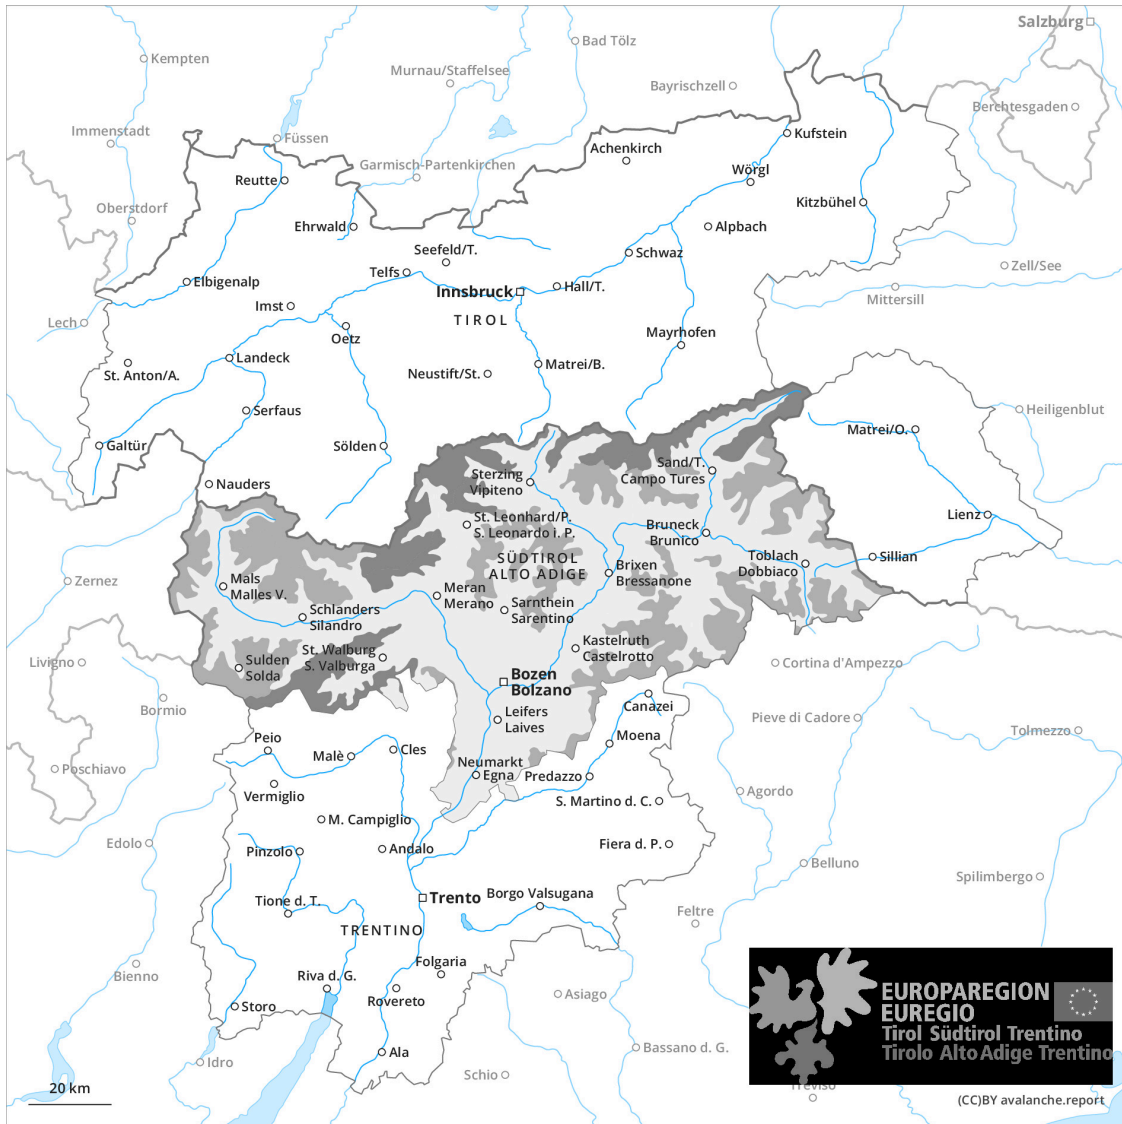 Salzburg
Bad Tölz
Kempten
Murnau/Staffelsee
Bayrischzell
Berchtesgaden
Immenstadt
Füssen
Kufstein
Achenkirch
Garmisch-Partenkirchen
Wörgl
Reutte
Kitzbühel
Oberstdorf
Ehrwald
Alpbach
Seefeld/T.
Schwaz
Zell/See
Telfs
Elbigenalp
Hall/T.
Innsbruck
Mittersill
Imst
Lech
TIROL
Oetz
Mayrhofen
Landeck
Matrei/B.
St. Anton/A.
Neustift/St.
Serfaus
Heiligenblut
Matrei/O.
Galtür
Sölden
Sand/T.
Campo Tures
Sterzing
Vipiteno
Nauders
St. Leonhard/P.
S. Leonardo i. P.
Lienz
Bruneck
Brunico
SÜDTIROL
ALTO ADIGE
Toblach
Dobbiaco
Sillian
Brixen
Bressanone
Zernez
Mals
Malles V.
Meran
Merano
Sarnthein
Sarentino
Schlanders
Silandro
Kastelruth
Castelrotto
St. Walburg
S. Valburga
Livigno
Sulden
Solda
Cortina d'Ampezzo
Bozen
Bolzano
Bormio
Canazei
Leifers
Laives
Pieve di Cadore
Tolmezzo
Peio
Moena
Cles
Malè
Neumarkt
Egna
Predazzo
Poschiavo
Vermiglio
Agordo
S. Martino d. C.
M. Campiglio
Edolo
Fiera d. P.
Andalo
Pinzolo
Belluno
Spilimbergo
Borgo Valsugana
Trento
Tione d. T.
Feltre
TRENTINO
Folgaria
Bienno
Riva d. G.
Asiago
Rovereto
Storo
EUROPAREGION
EUREGIO
Tirol Südtirol Trentino
Tirolo Alto Adige Trentino
Bassano d. G.
Ala
Idro
Schio
Treviso
20 km
(CC)BY avalanche.report